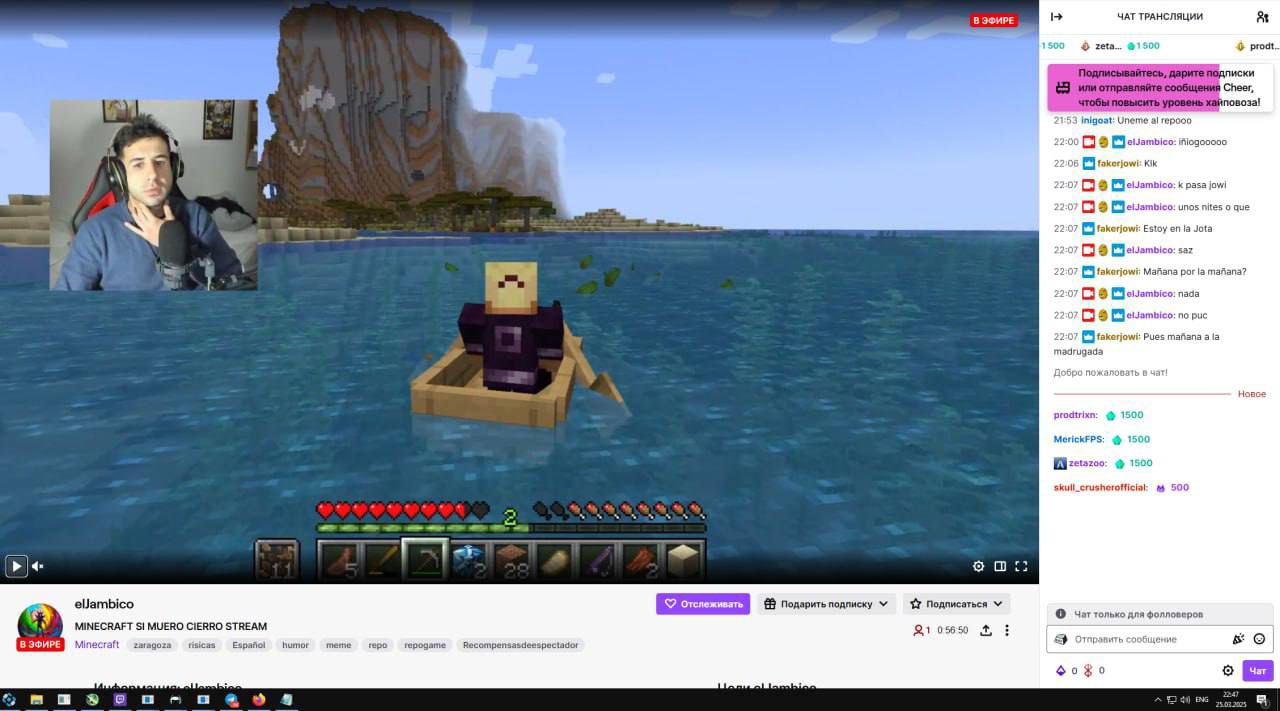 В ЭФИРЕ
2
11
5
2
28
2
elJambico
В ЭФИРЕ
MINECRAFT SI MUERO CIERRO STREAM
Minecraft
zaragoza
risicas
Español
humor
meme
repo
repogame
Recompensasdeespectador
Отслеживать
Подарить подписку
Подписаться
1
0:56:50
ЧАТ ТРАНСЛЯЦИИ
1 500
zeta...
1 500
prodt...
Подписывайтесь, дарите подписки
или отправляйте сообщения Cheer,
чтобы повысить уровень хайповоза!
21:53 inigoat: Uneme al repooo
22:00 elJambico: iñiogooooo
22:06 fakerjowi: Klk
22:07 elJambico: k pasa jowi
22:07 elJambico: unos nites o que
22:07 fakerjowi: Estoy en la Jota
22:07 elJambico: saz
22:07 fakerjowi: Mañana por la mañana?
22:07 elJambico: nada
22:07 elJambico: no puc
22:07 fakerjowi: Pues mañana a la
madrugada
Добро пожаловать в чат!
Новое
prodtrixn: 1500
MerickFPS: 1500
zetazoo: 1500
skull_crusherofficial: 500
Чат только для фолловеров
Отправить сообщение
0
0
Чат
ENG
22:47
25.03.2025